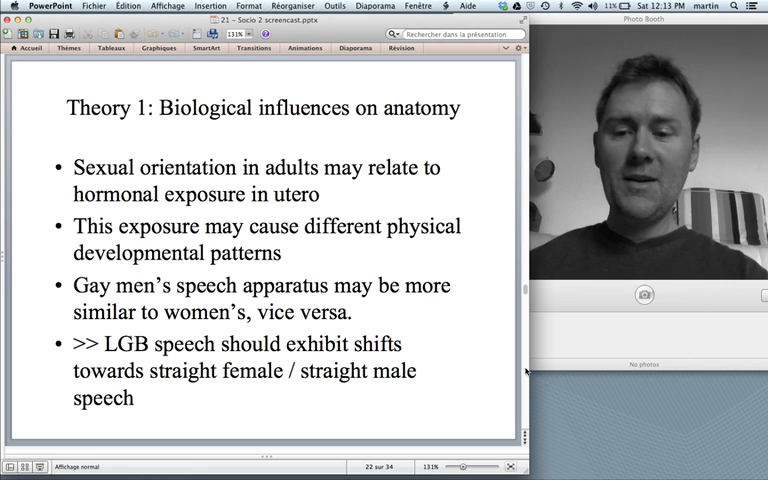 PowerPoint Fichier Édition Affichage Insertion Format Réorganiser Outils Diaporama Fenêtre Aide 11% Sat 12:13 PM martin
21 – Socio 2 screencast.pptx
Photo Booth
131% Rechercher dans la présentation
Accueil Thèmes Tableaux Graphiques SmartArt Transitions Animations Diaporama Révision
Theory 1: Biological influences on anatomy
• Sexual orientation in adults may relate to
hormonal exposure in utero
• This exposure may cause different physical
developmental patterns
• Gay men’s speech apparatus may be more
similar to women’s, vice versa.
• >> LGB speech should exhibit shifts
towards straight female / straight male
speech
No photos
Affichage normal 22 sur 34 131%